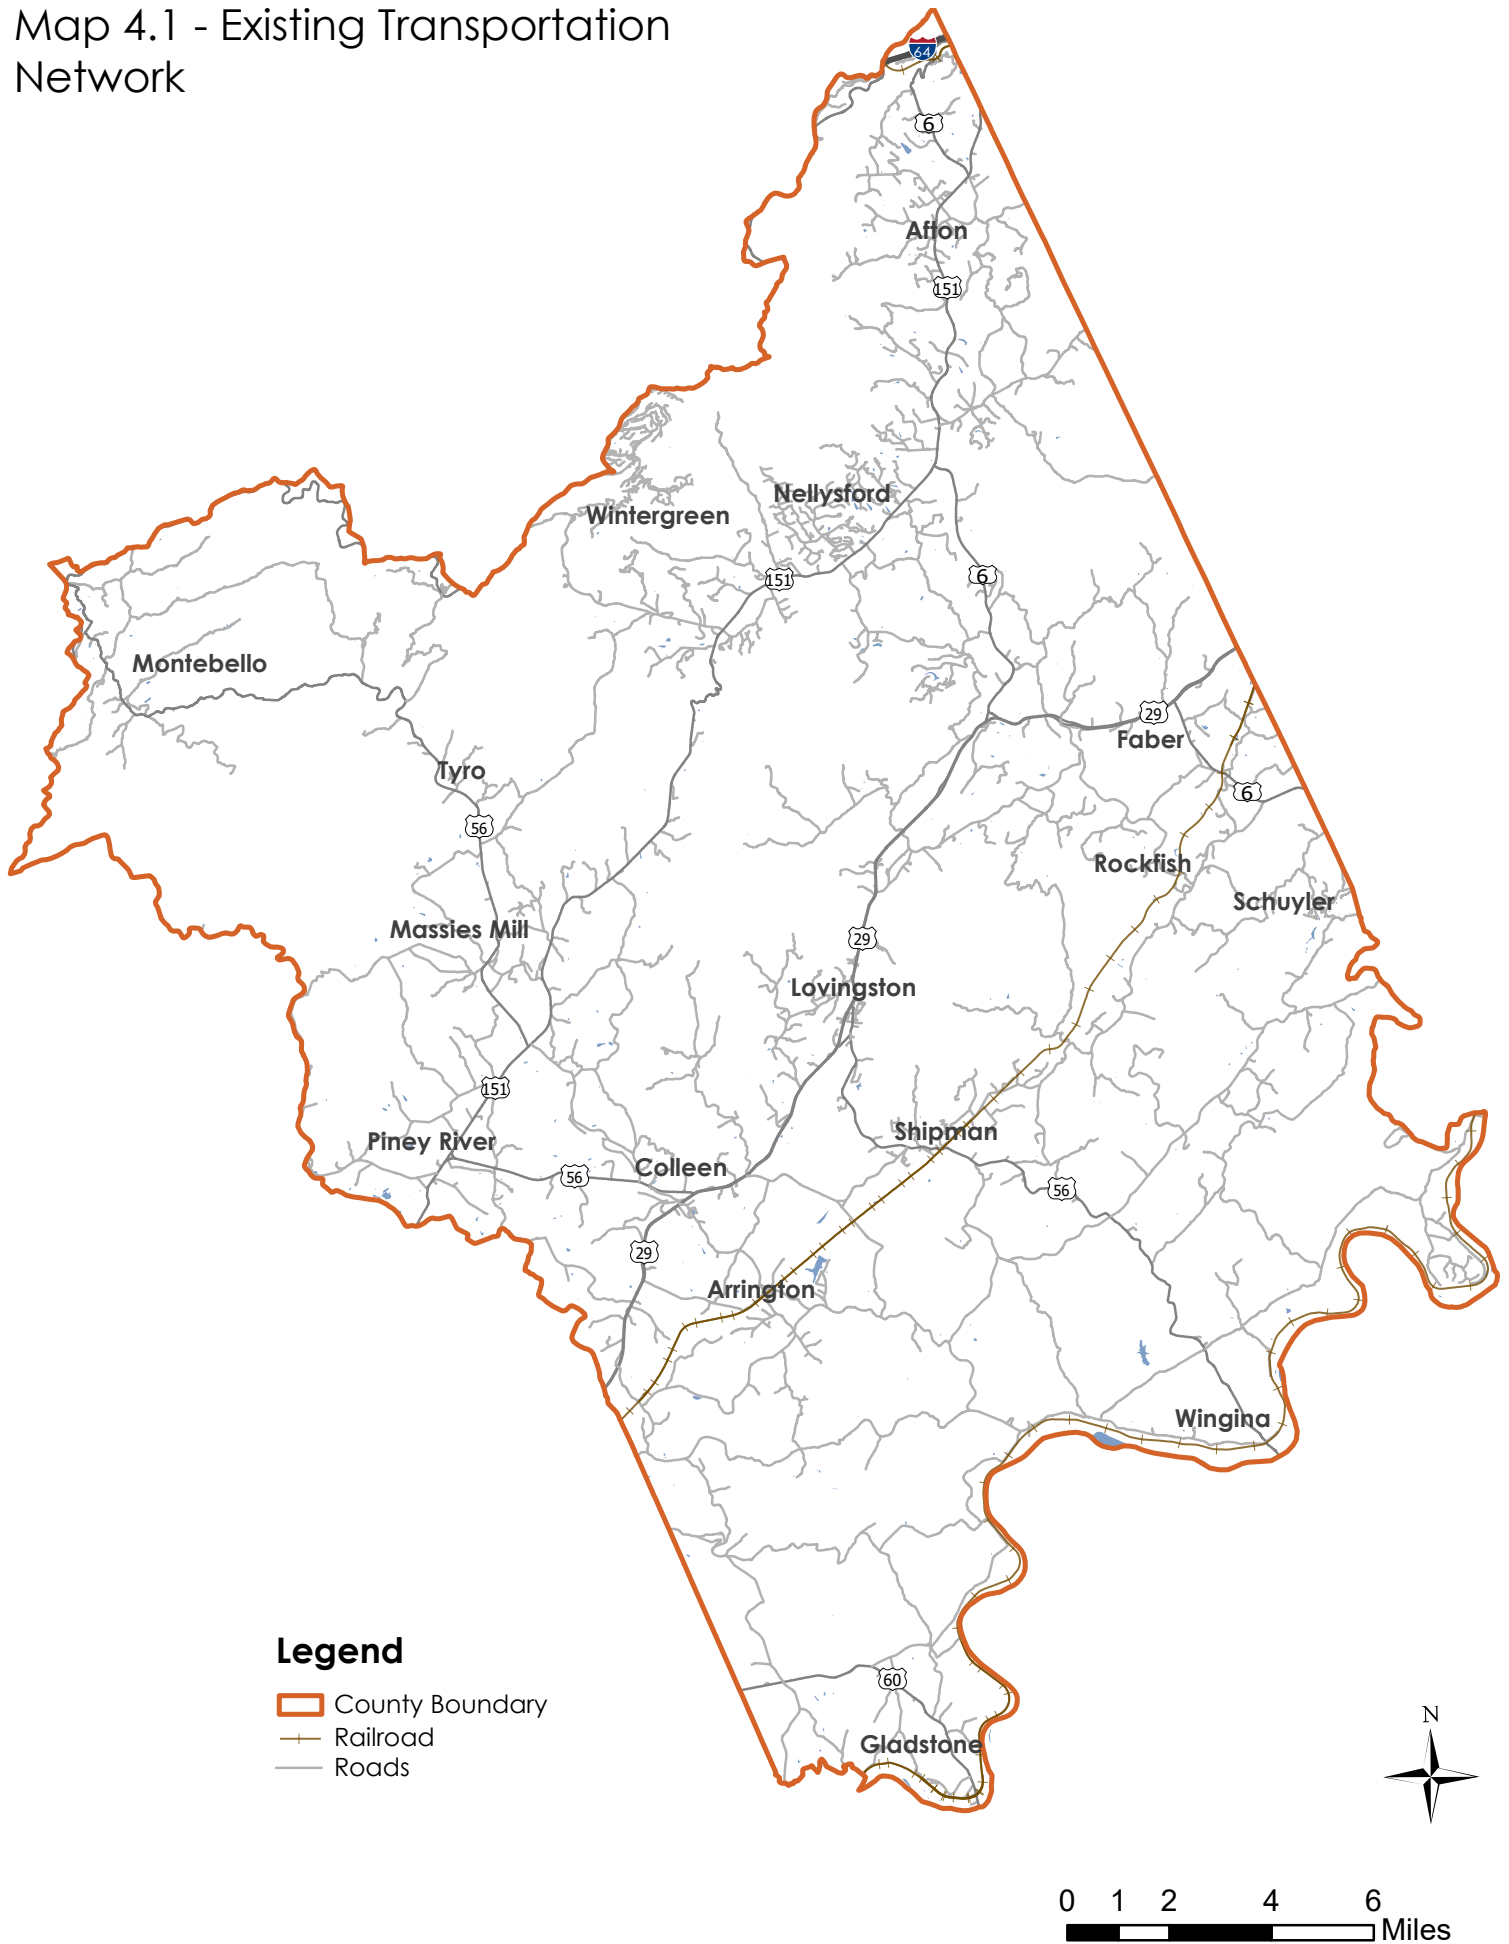 Map 4.1 - Existing Transportation
Network
64
6
Afton
151
Nellysford
Wintergreen
151
6
Montebello
29
Faber
Tyro
6
56
Rockfish
Schuyler
Massies Mill
29
Lovingston
151
Shipman
Piney River
Colleen
56
56
29
Arrington
Wingina
Legend
60
County Boundary
Railroad
Gladstone
Roads
N
0 1 2 4 6
Miles